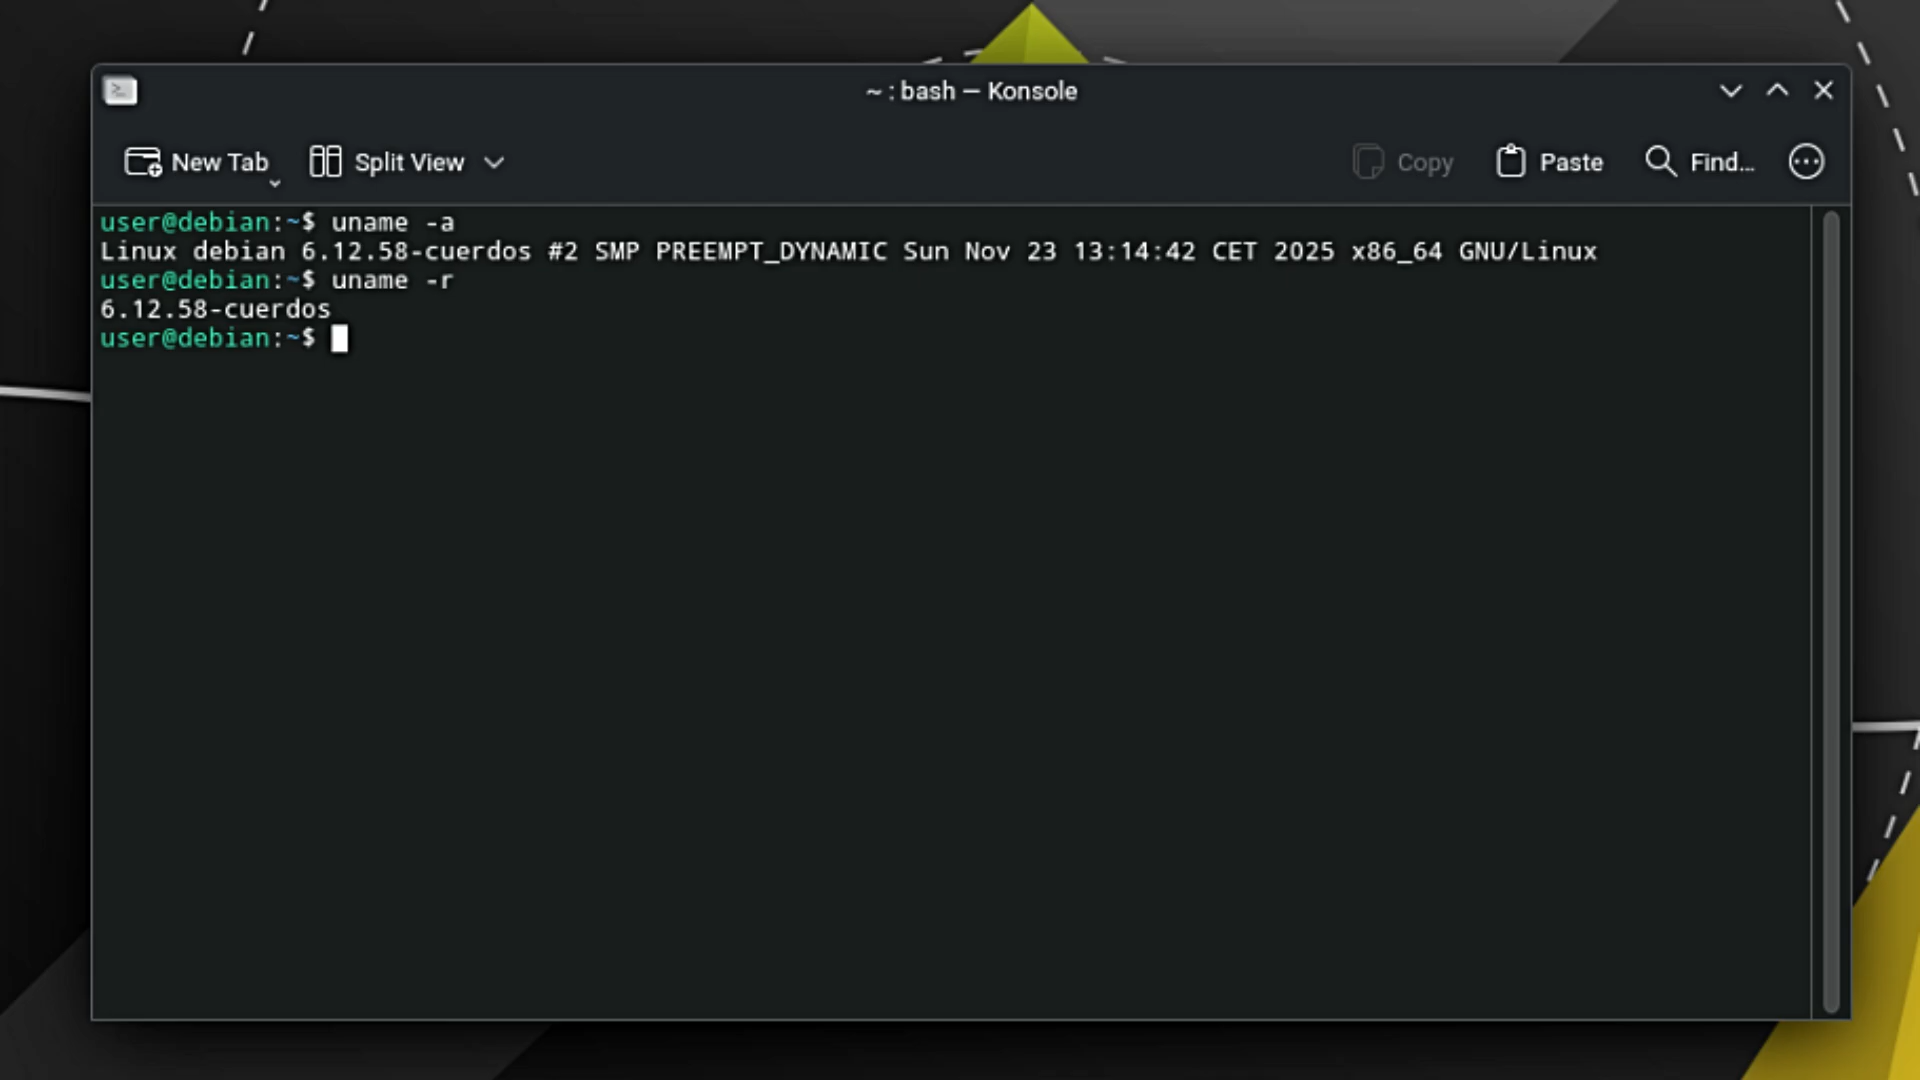 ~ : bash — Konsole
New Tab Split View Copy Paste Find...
user@debian:~$ uname -a
Linux debian 6.12.58-cuerdos #2 SMP PREEMPT_DYNAMIC Sun Nov 23 13:14:42 CET 2025 x86_64 GNU/Linux
user@debian:~$ uname -r
6.12.58-cuerdos
user@debian:~$